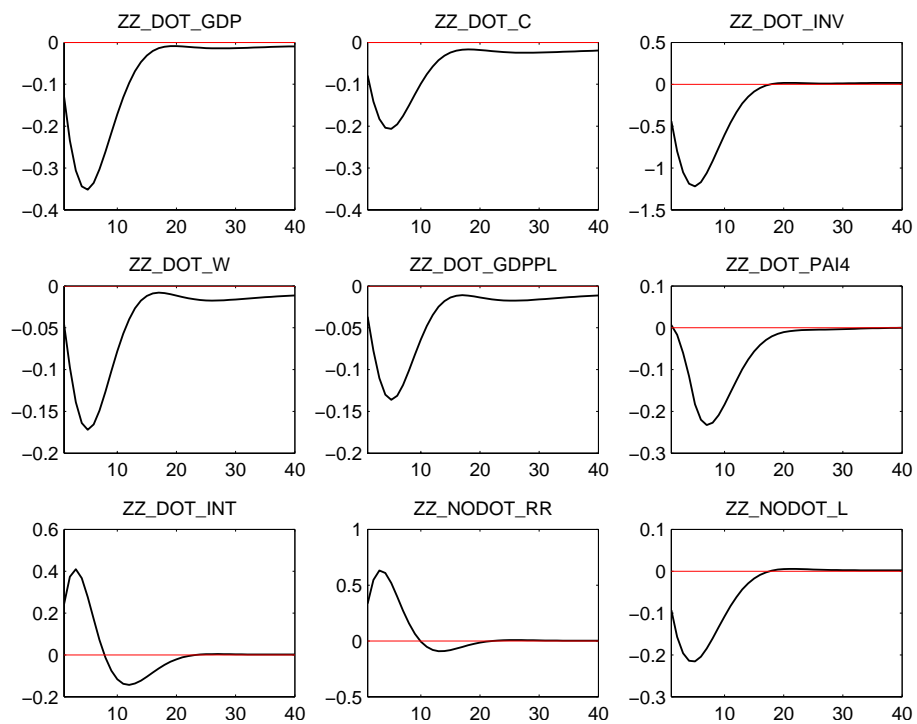 ZZ_DOT_GDP ZZ_DOT_C ZZ_DOT_INV
0 0 0.5
−0.1 −0.1 0
−0.2 −0.2 −0.5
−0.3 −0.3 −1
−0.4 −0.4 −1.5
10 20 30 40 10 20 30 40 10 20 30 40
ZZ_DOT_W ZZ_DOT_GDPPL ZZ_DOT_PAI4
0 0 0.1
−0.05 −0.05 0
−0.1 −0.1 −0.1
−0.15 −0.15 −0.2
−0.2 −0.2 −0.3
10 20 30 40 10 20 30 40 10 20 30 40
ZZ_DOT_INT ZZ_NODOT_RR ZZ_NODOT_L
0.6 1 0.1
0.4 0.5 0
0.2 0 −0.1
0 −0.5 −0.2
−0.2 −0.3
10 20 30 40 10 20 30 40 10 20 30 40